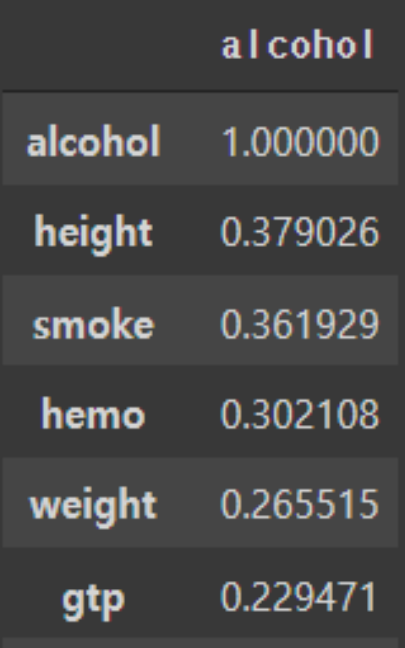 alcohol
alcohol 1.000000
height 0.379026
smoke 0.361929
hemo 0.302108
weight 0.265515
gtp 0.229471